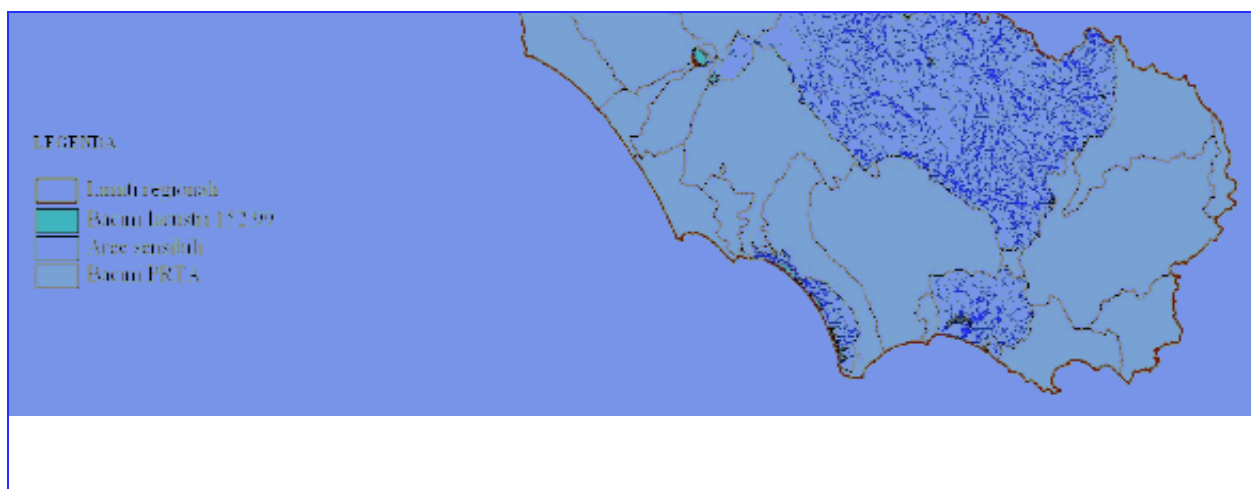 LEGENDA
Limiti regionali
Bacini lacustri 152/99
Aree sensibili
Bacini PRTA